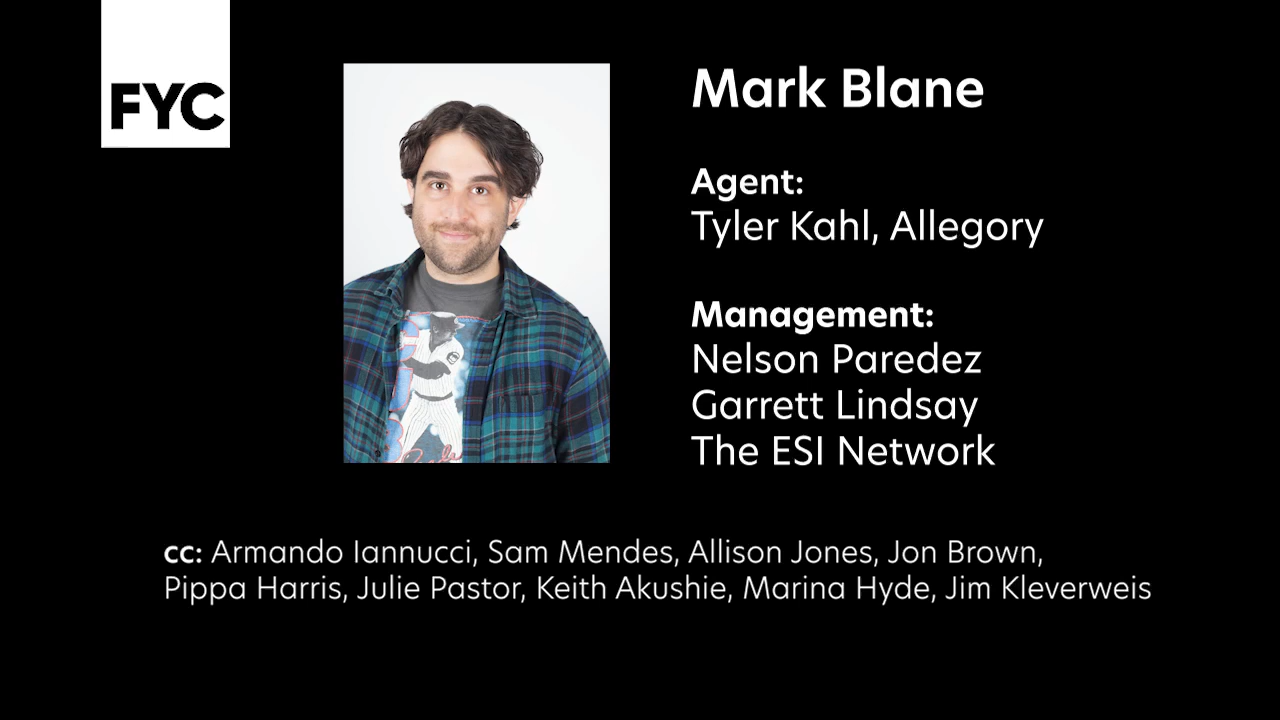 FYC
Mark Blane
Agent:
Tyler Kahl, Allegory
Management:
Nelson Paredez
Garrett Lindsay
The ESI Network
cc: Armando Iannucci, Sam Mendes, Allison Jones, Jon Brown,
Pippa Harris, Julie Pastor, Keith Akushie, Marina Hyde, Jim Kleverweis